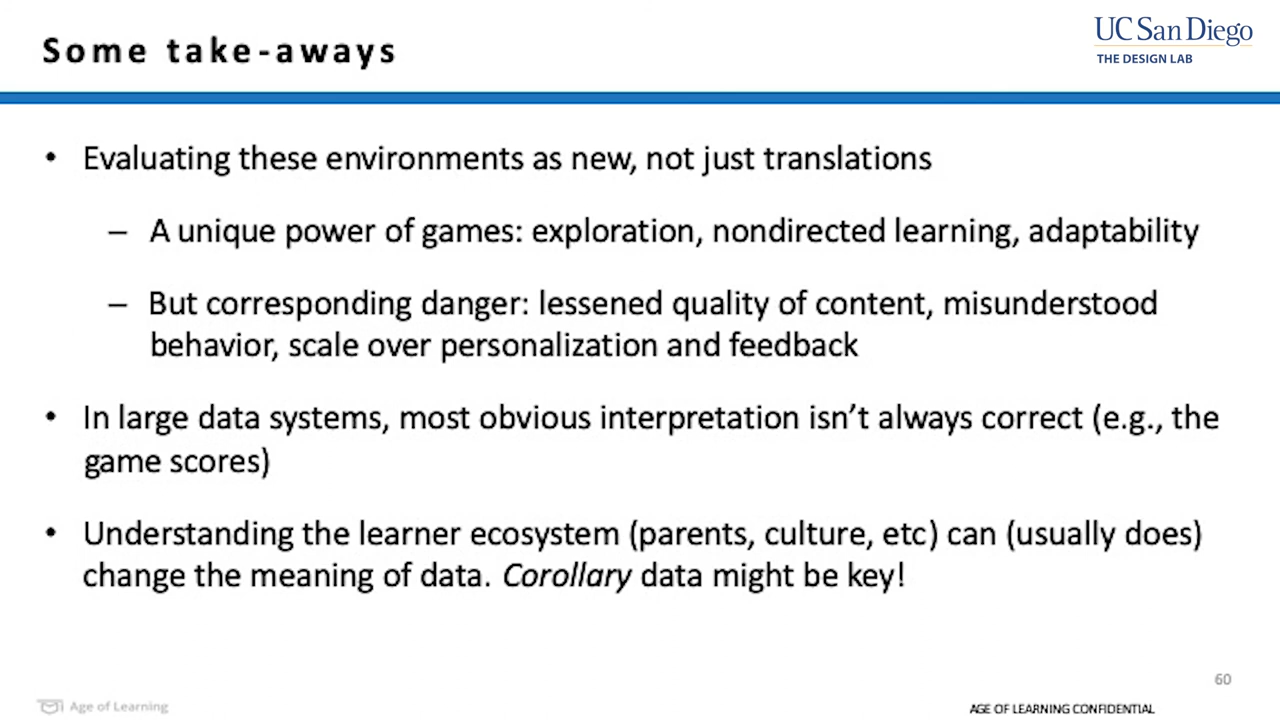 Some take-aways
UC San Diego
THE DESIGN LAB
• Evaluating these environments as new, not just translations
– A unique power of games: exploration, nondirected learning, adaptability
– But corresponding danger: lessened quality of content, misunderstood
behavior, scale over personalization and feedback
• In large data systems, most obvious interpretation isn’t always correct (e.g., the
game scores)
• Understanding the learner ecosystem (parents, culture, etc) can (usually does)
change the meaning of data. Corollary data might be key!
60
Age of Learning
AGE OF LEARNING CONFIDENTIAL